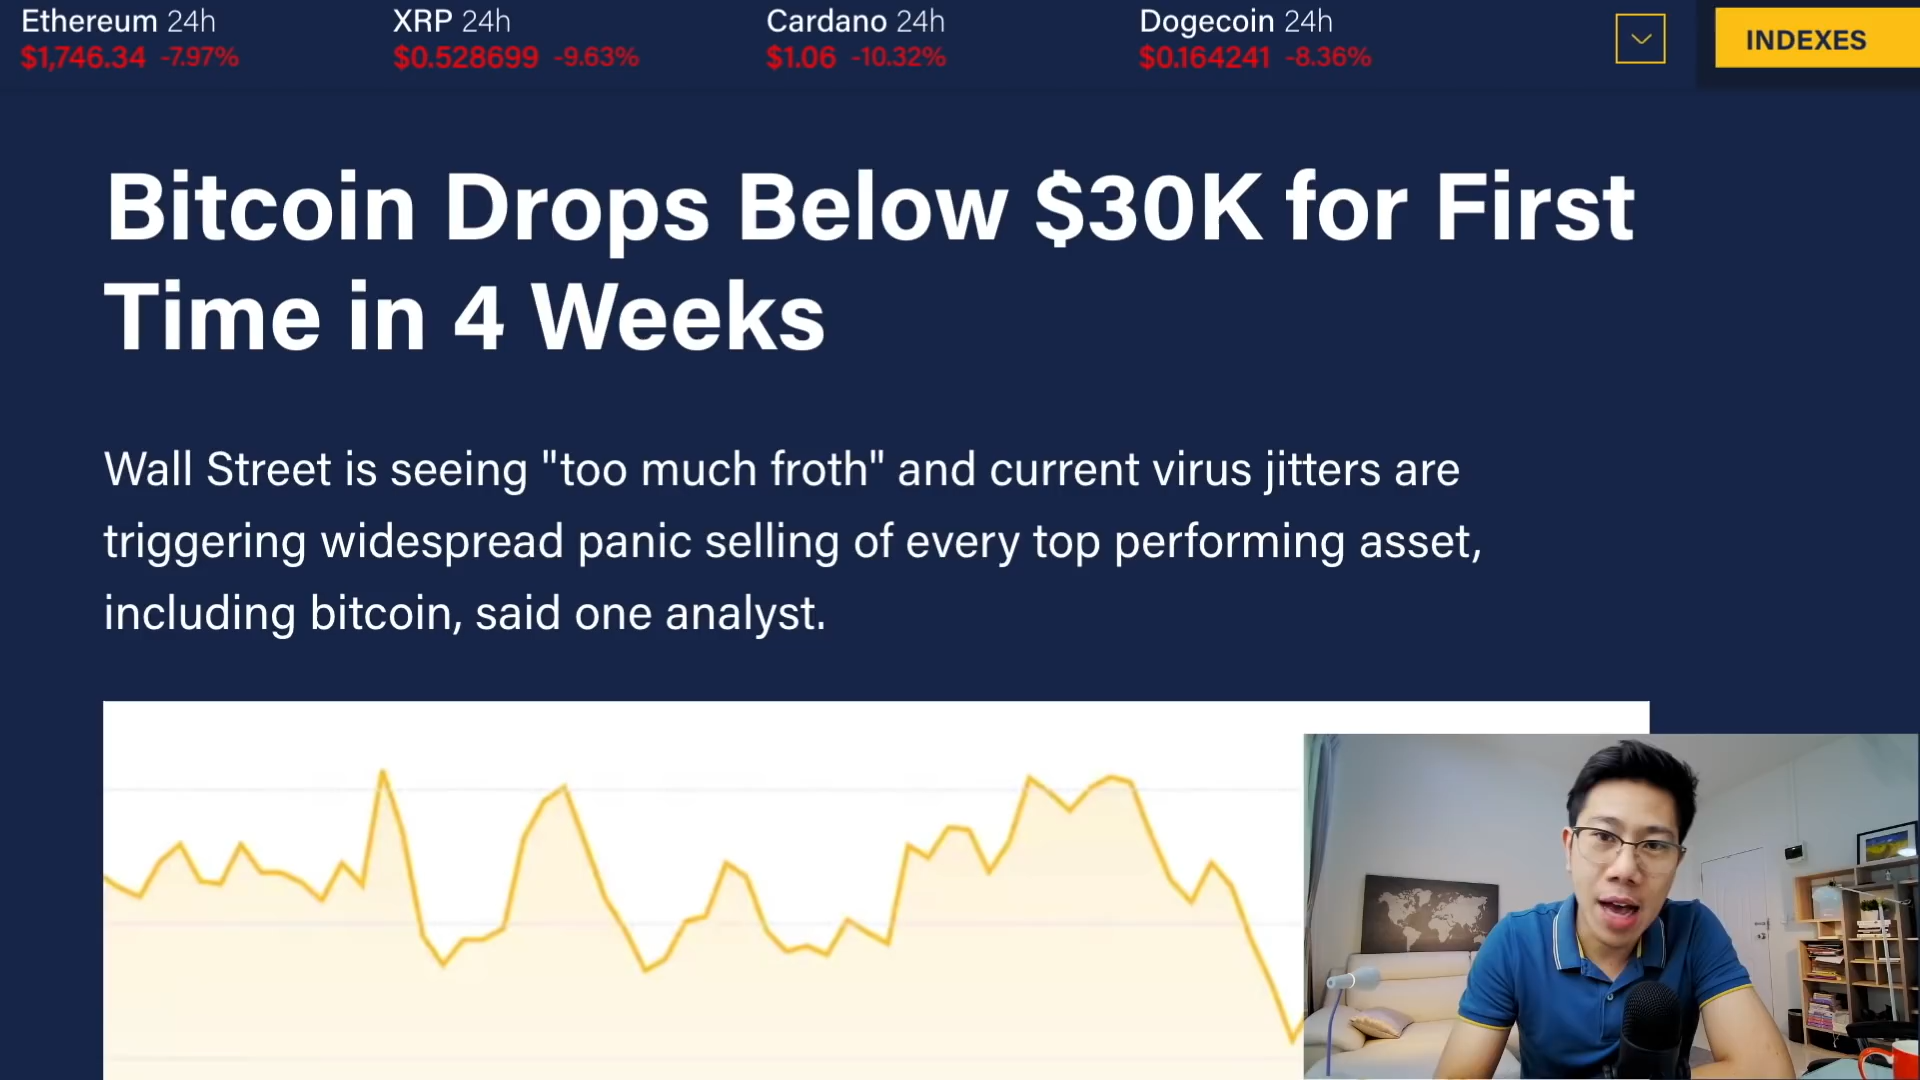 Ethereum 24h
$1,746.34 -7.97%
XRP 24h
$0.528699 -9.63%
Cardano 24h
$1.06 -10.32%
Dogecoin 24h
$0.164241 -8.36%
INDEXES
Bitcoin Drops Below $30K for First
Time in 4 Weeks
Wall Street is seeing "too much froth" and current virus jitters are
triggering widespread panic selling of every top performing asset,
including bitcoin, said one analyst.